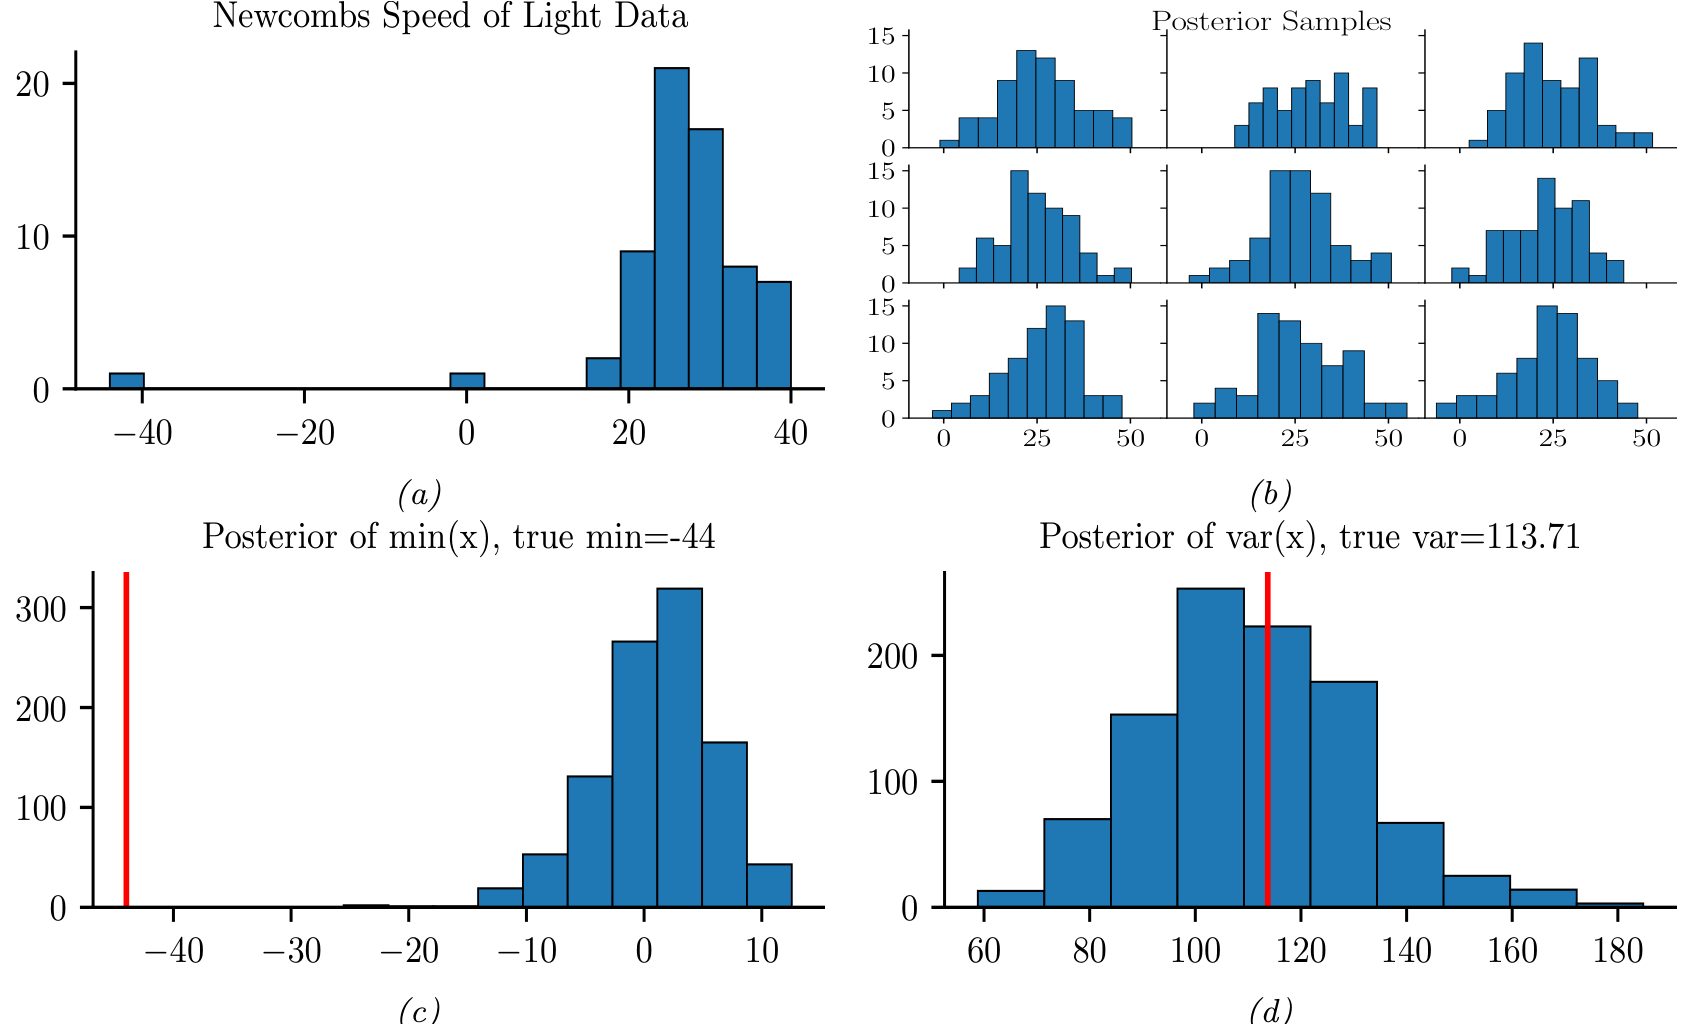 Newcombs Speed of Light Data
20
10
0
−40 −20 0 20 40
(a)
Posterior Samples
15
10
5
0
15
10
5
0
15
10
5
0
0 25 50 0 25 50 0 25 50
(b)
Posterior of min(x), true min=-44
300
200
100
0
−40 −30 −20 −10 0 10
(c)
Posterior of var(x), true var=113.71
200
100
0
60 80 100 120 140 160 180
(d)